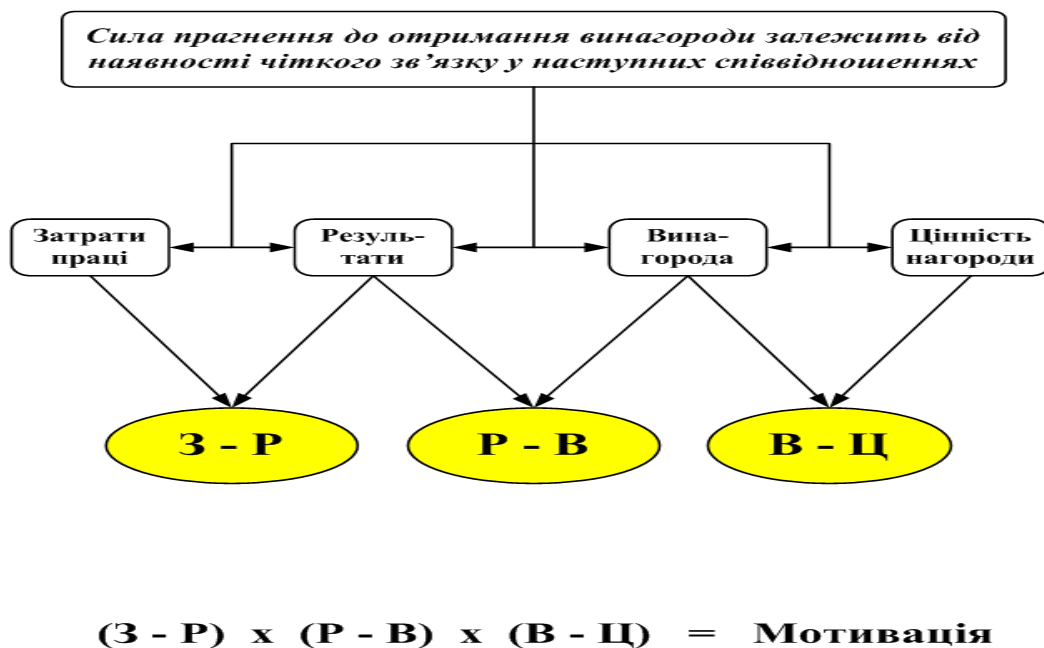 Сила прагнення до отримання винагороди залежить від
наявності чіткого зв’язку у наступних співвідношеннях
Затрати
праці
Резуль-
тати
Вина-
города
Цінність
нагороди
З - Р
Р - В
В - Ц
(З - Р) х (Р - В) х (В - Ц) = Мотивація